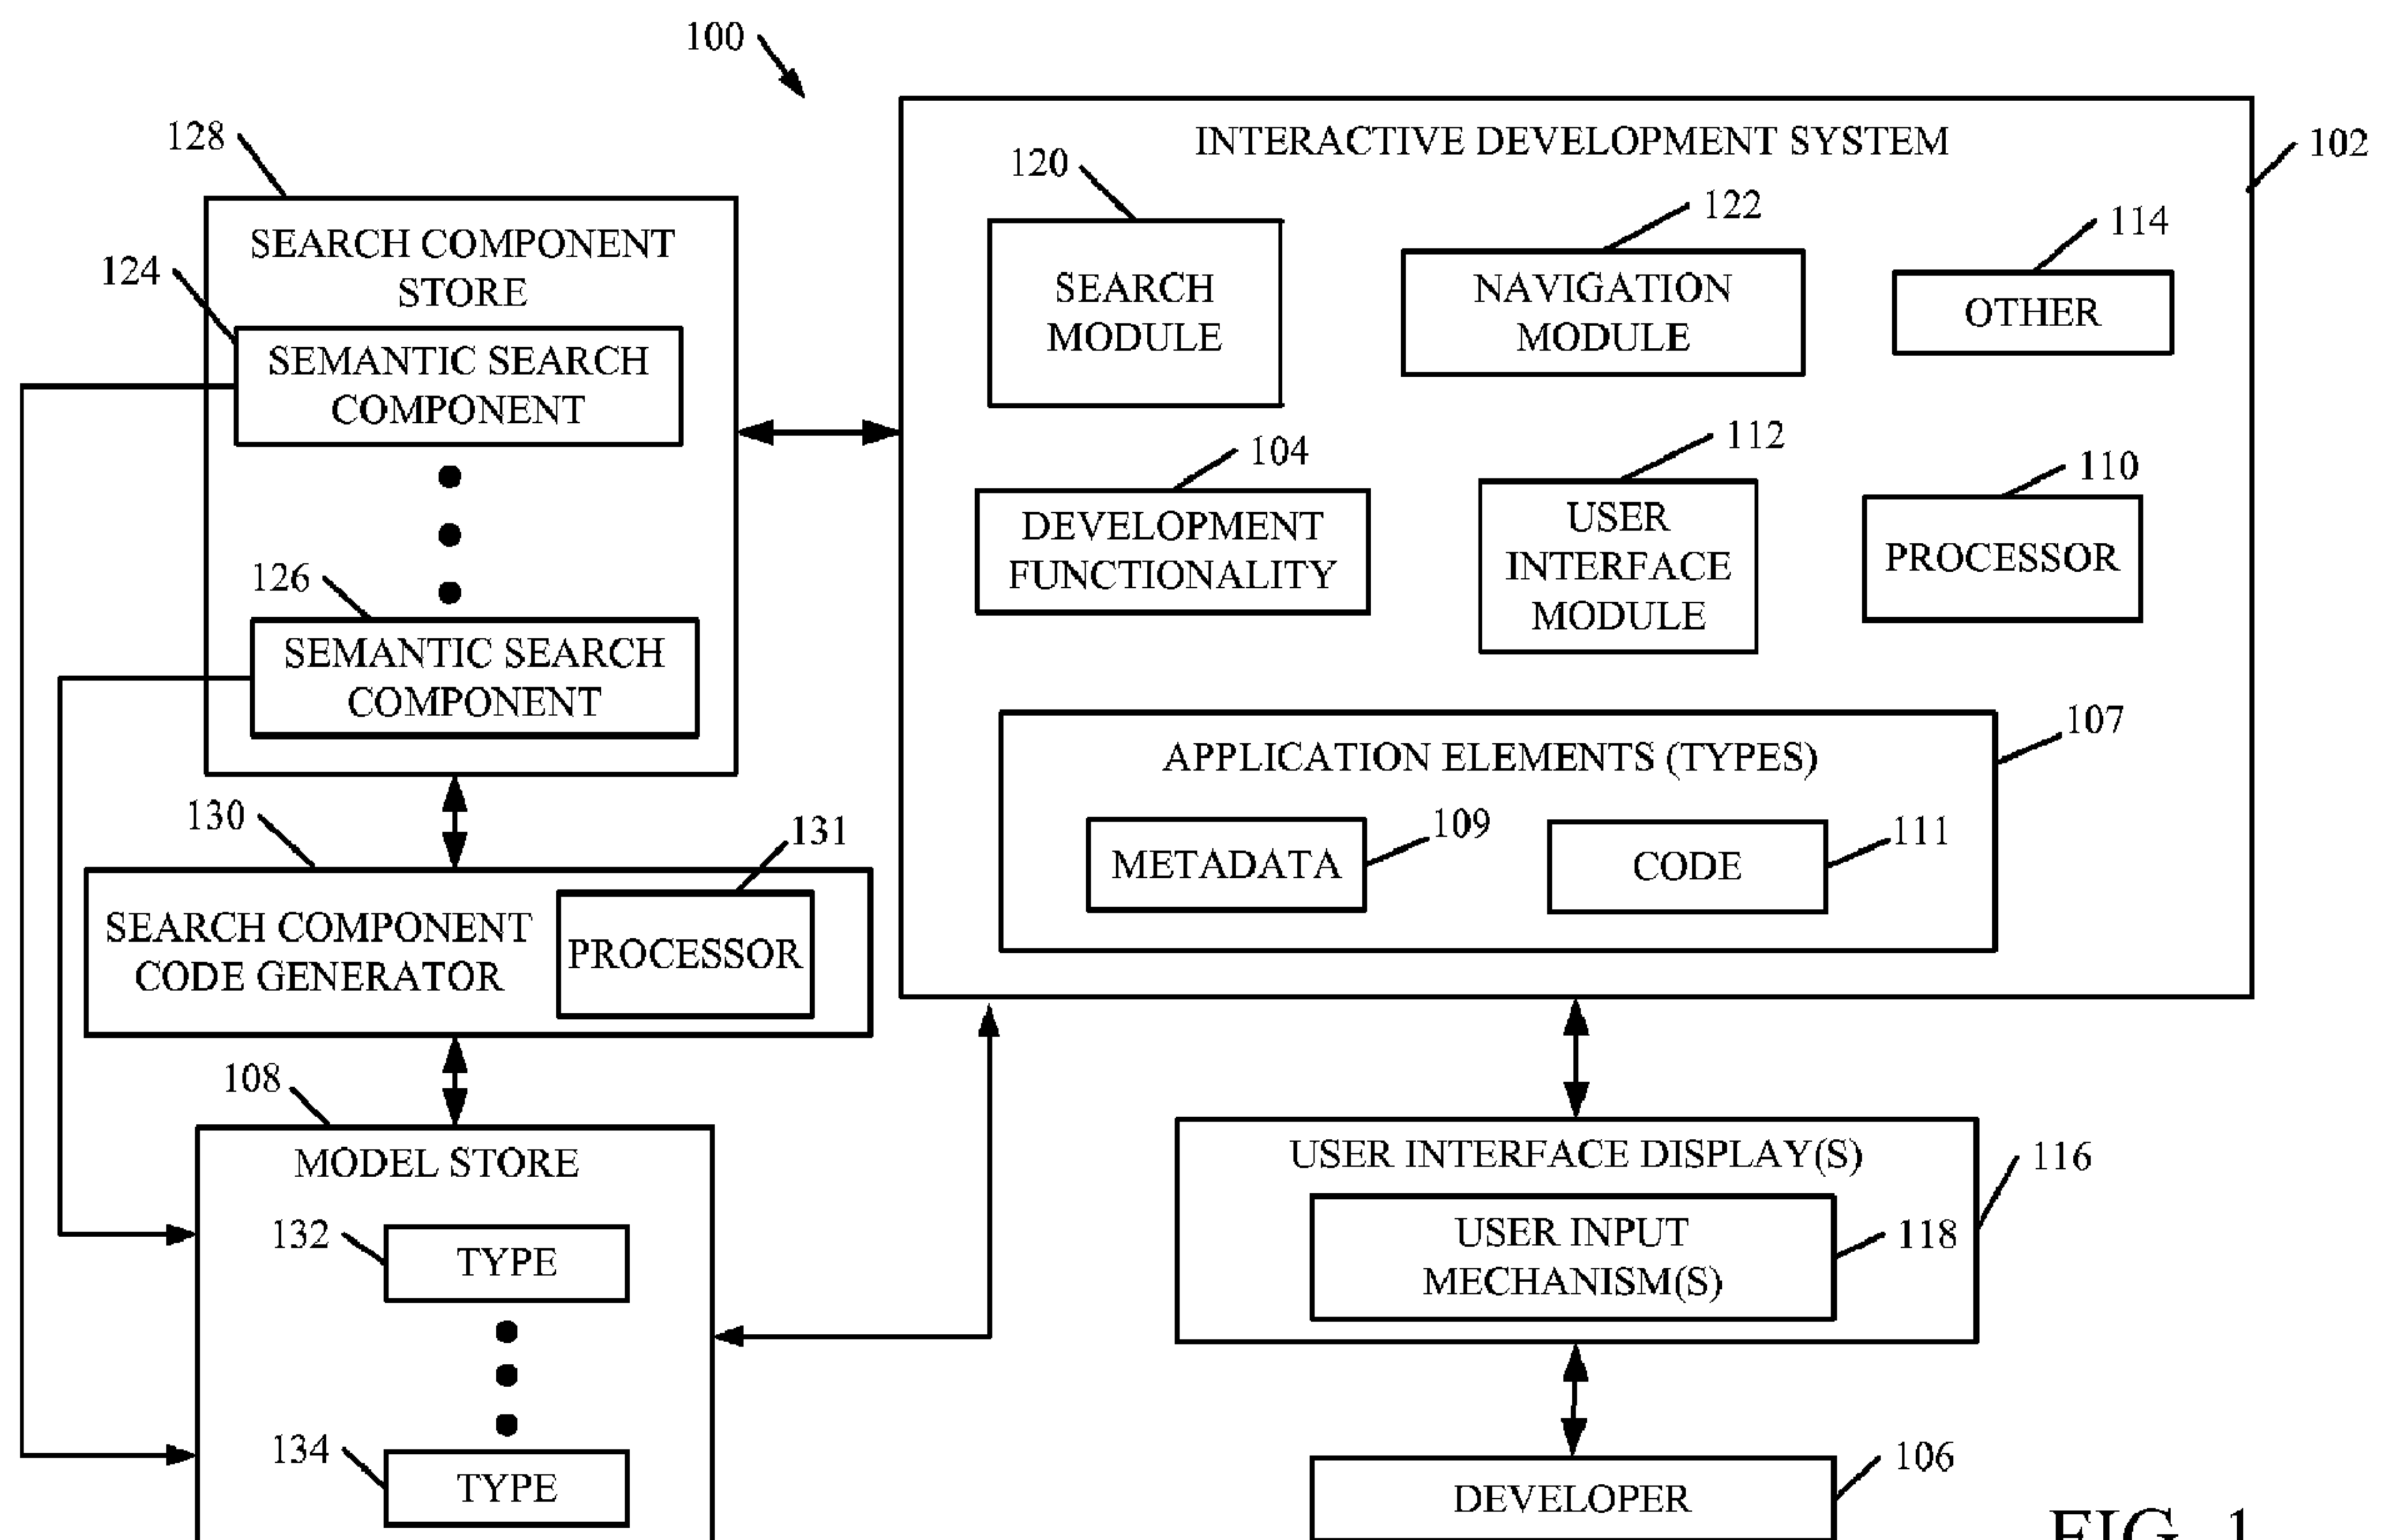 100
128
SEARCH COMPONENT
STORE
124
SEMANTIC SEARCH
COMPONENT
126
SEMANTIC SEARCH
COMPONENT
130
131
SEARCH COMPONENT
CODE GENERATOR
PROCESSOR
108
MODEL STORE
132
TYPE
134
TYPE
INTERACTIVE DEVELOPMENT SYSTEM
102
120
SEARCH
MODULE
122
NAVIGATION
MODULE
114
OTHER
104
DEVELOPMENT
FUNCTIONALITY
112
USER
INTERFACE
MODULE
110
PROCESSOR
107
APPLICATION ELEMENTS (TYPES)
109
METADATA
111
CODE
USER INTERFACE DISPLAY(S)
116
USER INPUT
MECHANISM(S)
118
106
DEVELOPER
FIG. 1